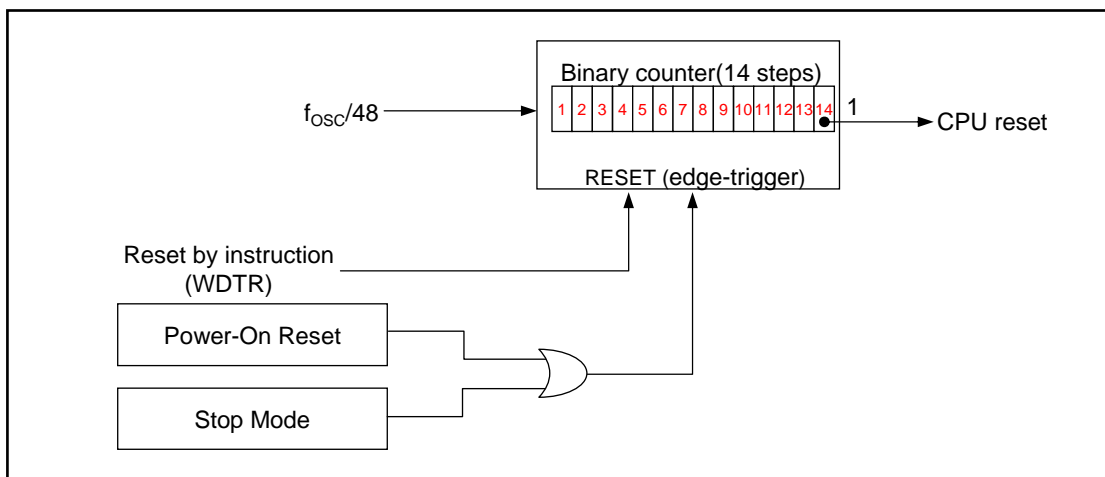 Binary counter(14 steps)
1 2 3 4 5 6 7 8 9 10 11 12 13 14
1
fOSC/48
CPU reset
RESET (edge-trigger)
Reset by instruction
(WDTR)
Power-On Reset
Stop Mode